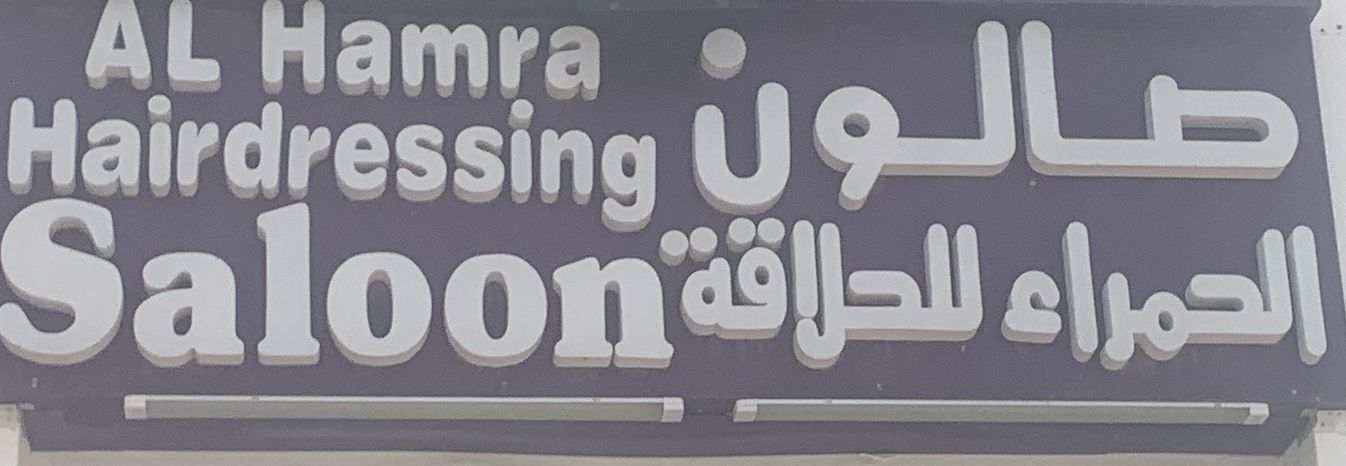 AL Hamra
Hairdressing
Saloon
صالون
الحمراء للحلاقة